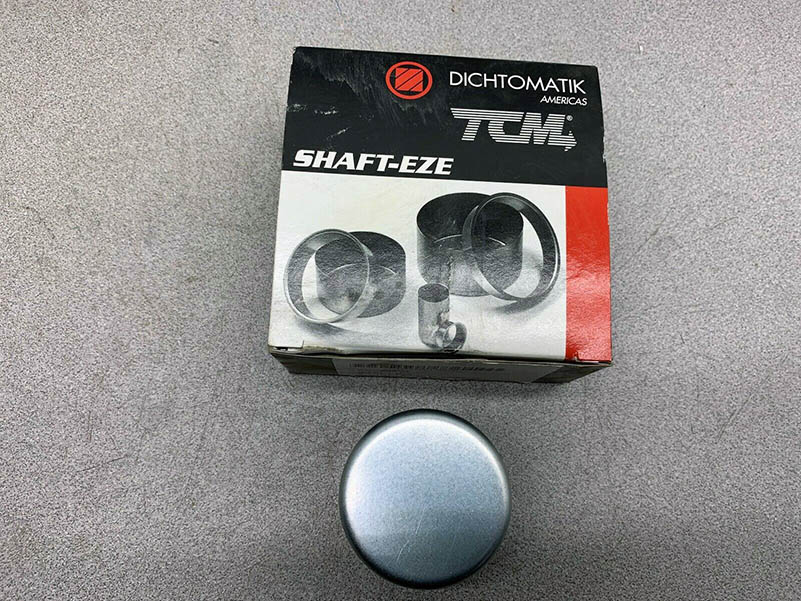 DICHTOMATIK
AMERICAS
TCM®
SHAFT-EZE